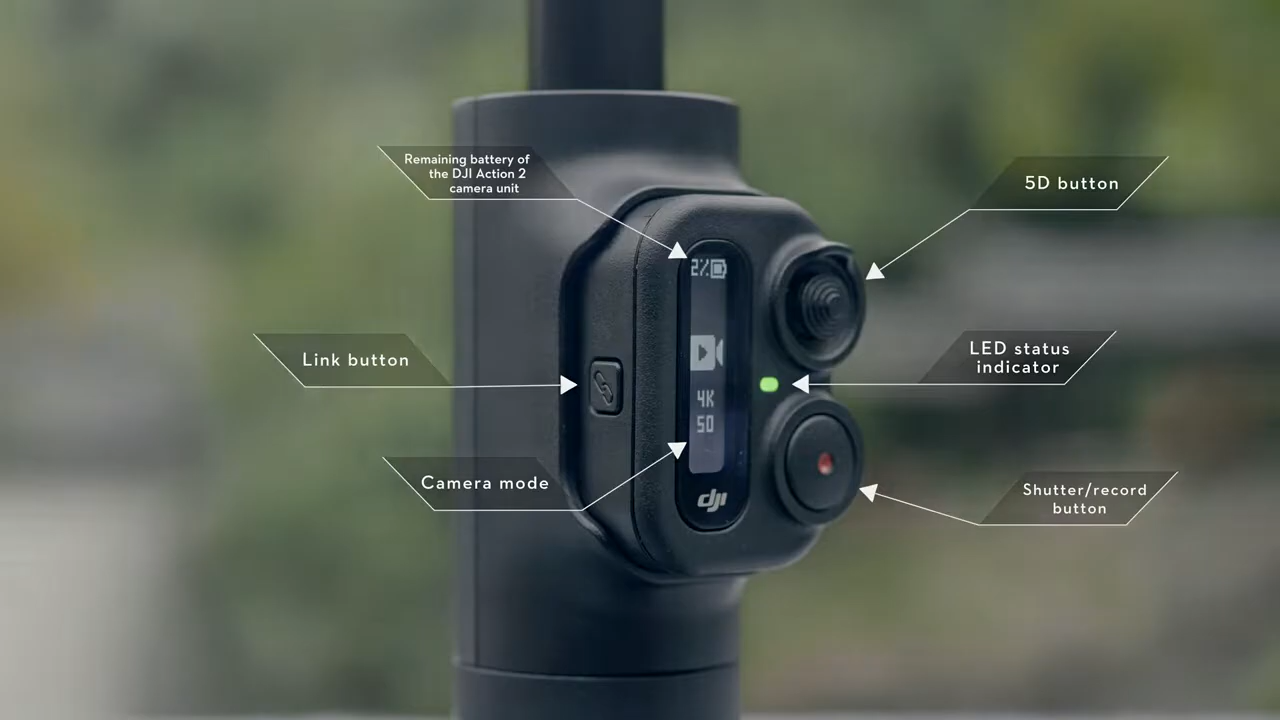 Remaining battery of
the DJI Action 2
camera unit
5D button
2%
Link button
LED status
indicator
4K
50
Camera mode
dji
Shutter/record
button